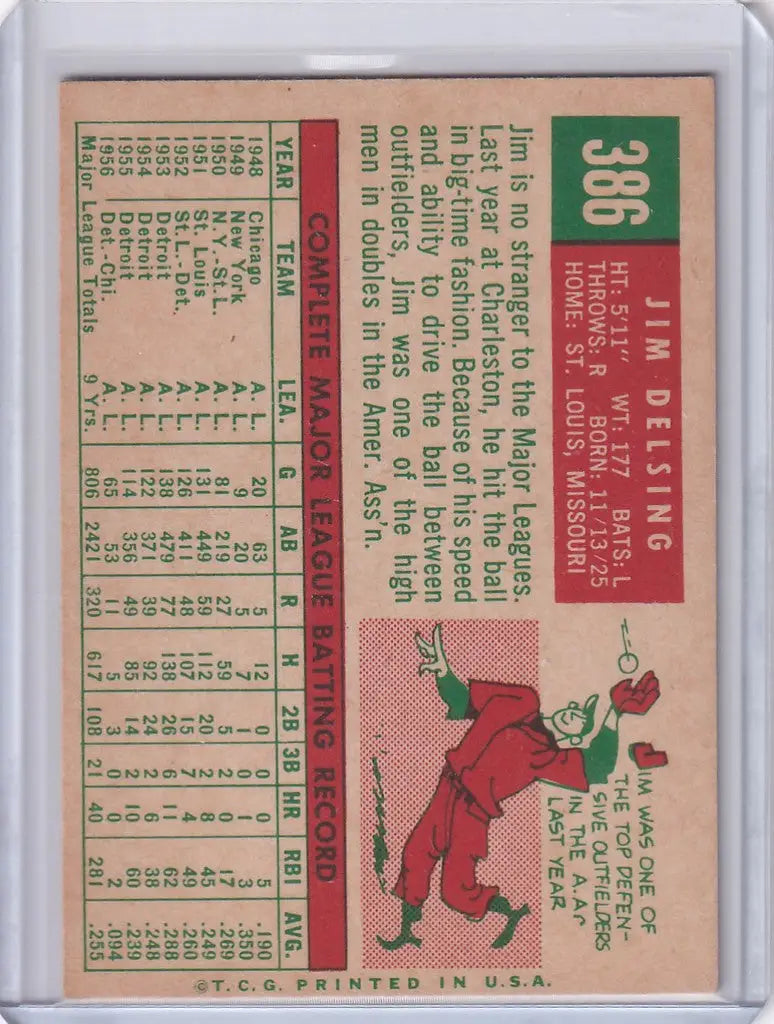 386
JIM DELSING
HT: 5'11" WT: 177 BATS: L
THROWS: R BORN: 11/13/25
HOME: ST. LOUIS, MISSOURI
Jim is no stranger to the Major Leagues.
Last year at Charleston, he hit the ball
in big-time fashion. Because of his speed
and ability to drive the ball between
outfielders, Jim was one of the high
men in doubles in the Amer. Ass'n.
JIM WAS ONE OF
THE TOP DEFEN-
SIVE OUTFIELDERS
IN THE A.A.
LAST YEAR
COMPLETE MAJOR LEAGUE BATTING RECORD
YEAR TEAM LEA. G AB R H 2B 3B HR RBI AVG.
1948 Chicago A. L. 20 63 5 12 0 0 0 5 .190
1949 New York A. L. 9 20 5 7 1 0 1 3 .350
1950 N.Y.-St.L. A. L. 81 219 27 59 5 2 0 17 .269
1951 St. Louis A. L. 131 449 59 112 20 2 8 45 .249
1952 St. L.-Det. A. L. 126 411 48 107 15 7 4 49 .260
1953 Detroit A. L. 138 479 77 138 26 6 11 62 .288
1954 Detroit A. L. 122 371 39 92 24 2 6 38 .248
1955 Detroit A. L. 114 356 49 85 14 2 10 60 .239
1956 Det.-Chi. A. L. 65 53 11 5 3 0 0 2 .094
Major League Totals 9 Yrs. 806 2421 320 617 108 21 40 281 .255
©T.C.G. PRINTED IN U.S.A.